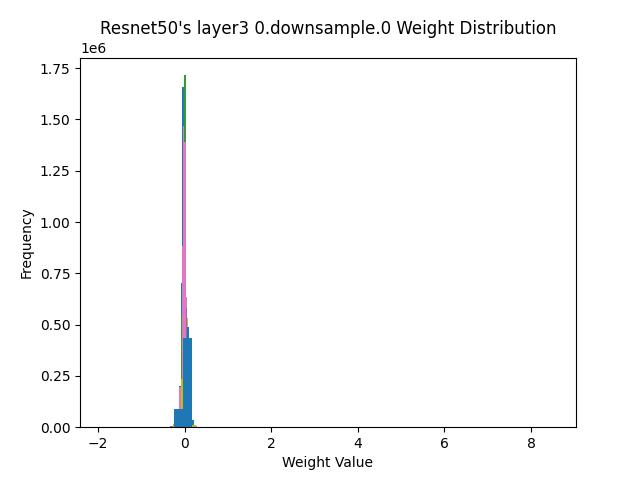 Resnet50's layer3 0.downsample.0 Weight Distribution
1e6
1.75
1.50
1.25
1.00
0.75
0.50
0.25
0.00
Frequency
−2 0 2 4 6 8
Weight Value